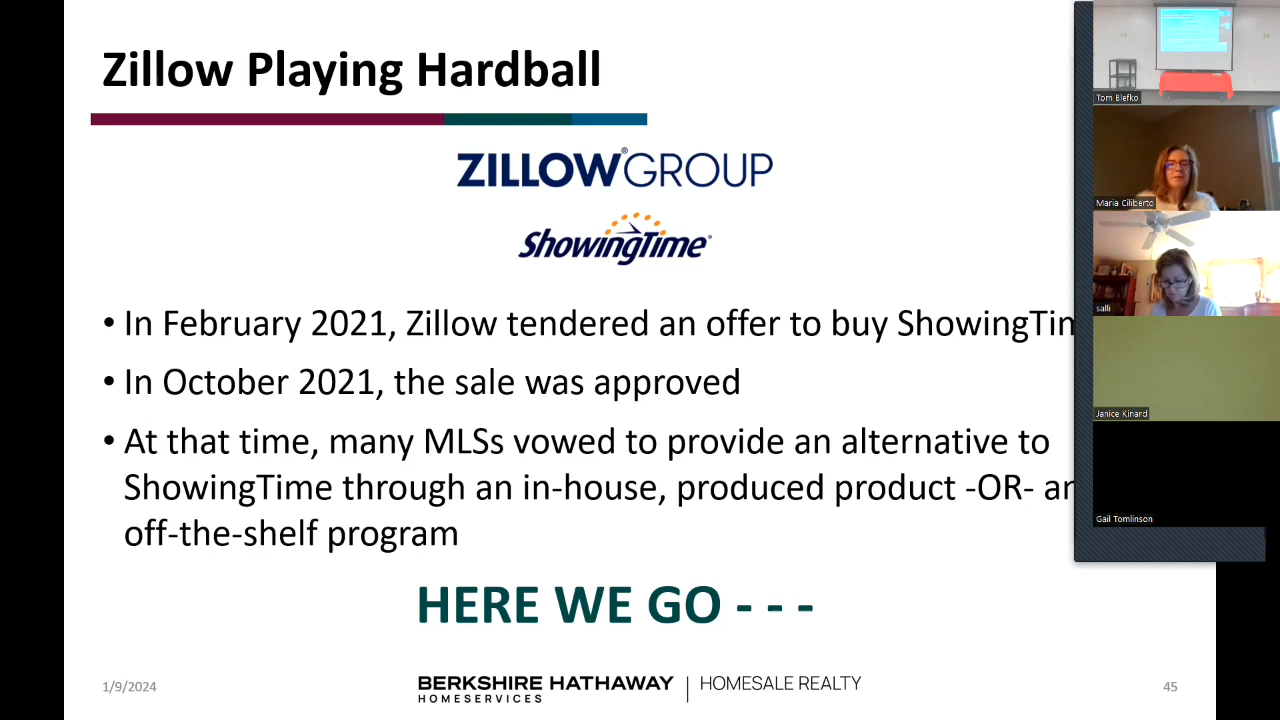 Zillow Playing Hardball
ZILLOW®GROUP
ShowingTime®
• In February 2021, Zillow tendered an offer to buy ShowingTim
• In October 2021, the sale was approved
• At that time, many MLSs vowed to provide an alternative to
ShowingTime through an in-house, produced product -OR- an
off-the-shelf program
HERE WE GO - - -
1/9/2024
BERKSHIRE HATHAWAY
HOMESERVICES
HOMESALE REALTY
45
Tom Blefko
Maria Ciliberto
salli
Janice Kinard
Gail Tomlinson